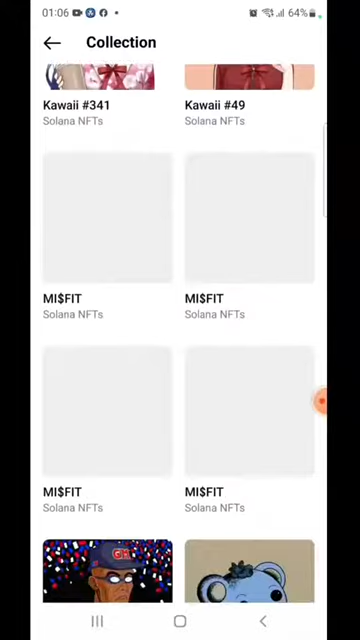 01:06
64%
Collection
Kawaii #341
Kawaii #49
Solana NFTs
Solana NFTs
MI$FIT
MI$FIT
Solana NFTs
Solana NFTs
MI$FIT
MI$FIT
Solana NFTs
Solana NFTs